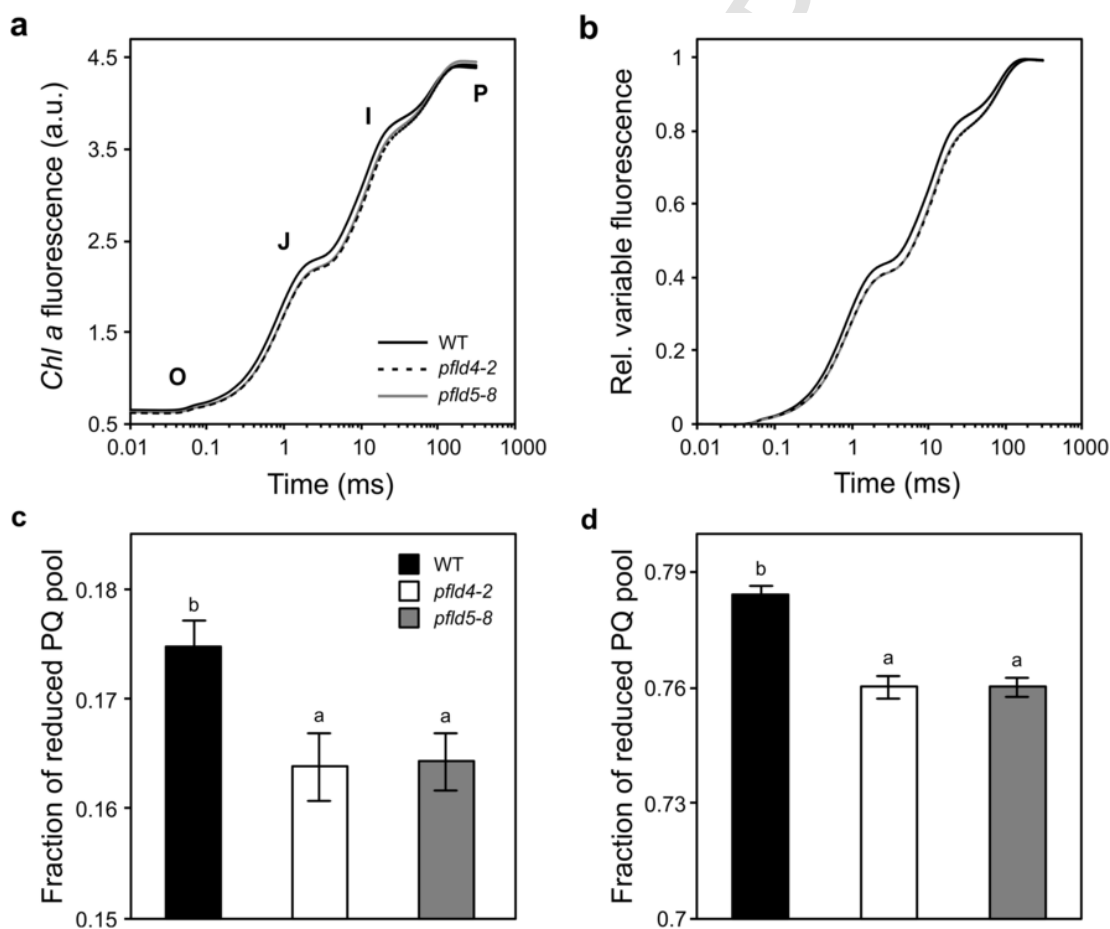 a
4.5
3.5
2.5
1.5
0.5
Chl a fluorescence (a.u.)
O
J
I
P
WT
pfld4-2
pfld5-8
0.01 0.1 1 10 100 1000
Time (ms)
b
1
0.8
0.6
0.4
0.2
0
Rel. variable fluorescence
0.01 0.1 1 10 100 1000
Time (ms)
c
Fraction of reduced PQ pool
0.18
0.17
0.16
0.15
b
a
a
WT
pfld4-2
pfld5-8
d
Fraction of reduced PQ pool
0.79
0.76
0.73
0.7
b
a
a